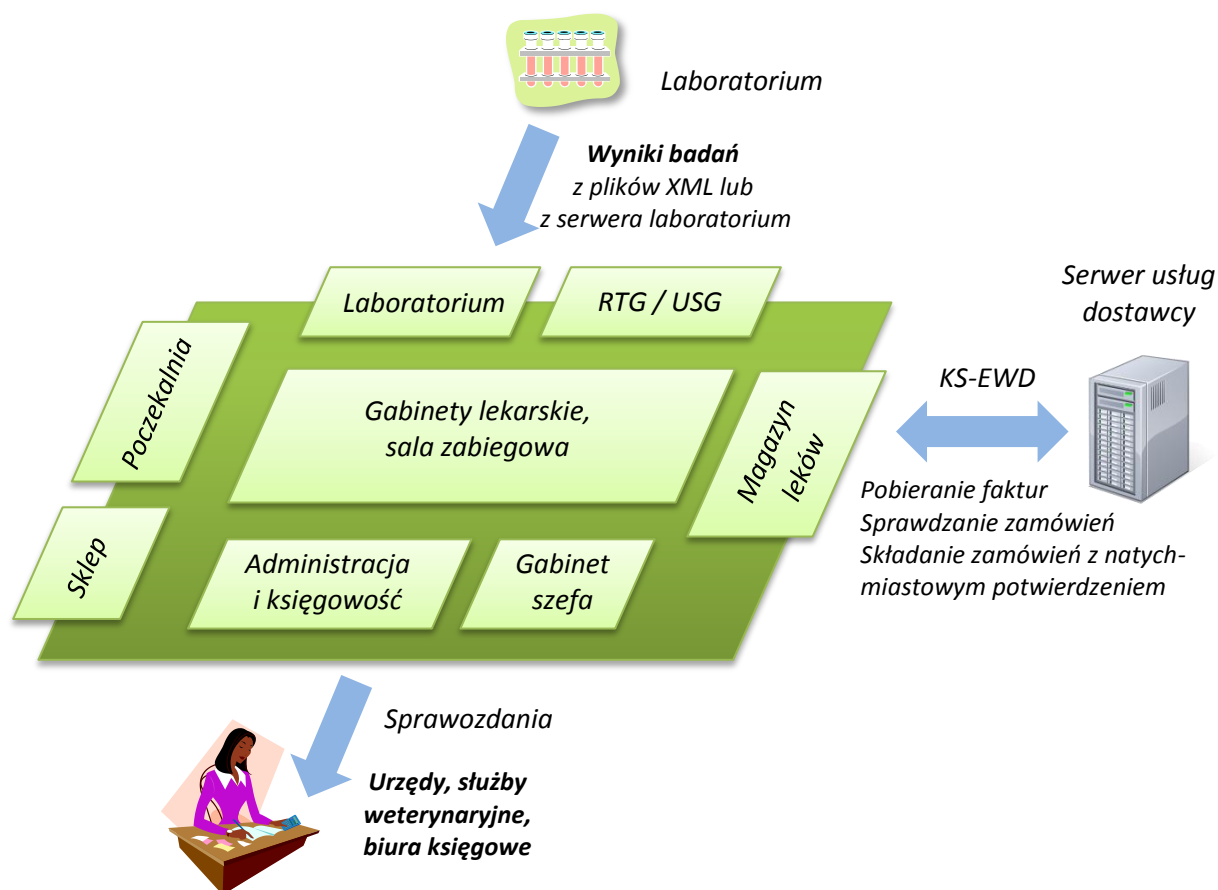 Laboratorium
Wyniki badań
z plików XML lub
z serwera laboratorium
Laboratorium
RTG / USG
Serwer usług
dostawcy
Poczekalnia
Gabinety lekarskie,
sala zabiegowa
Magazyn
leków
KS-EWD
Pobieranie faktur
Sprawdzanie zamówień
Składanie zamówień z natych-
miastowym potwierdzeniem
Sklep
Administracja
i księgowość
Gabinet
szefa
Sprawozdania
Urzędy, służby
weterynaryjne,
biura księgowe